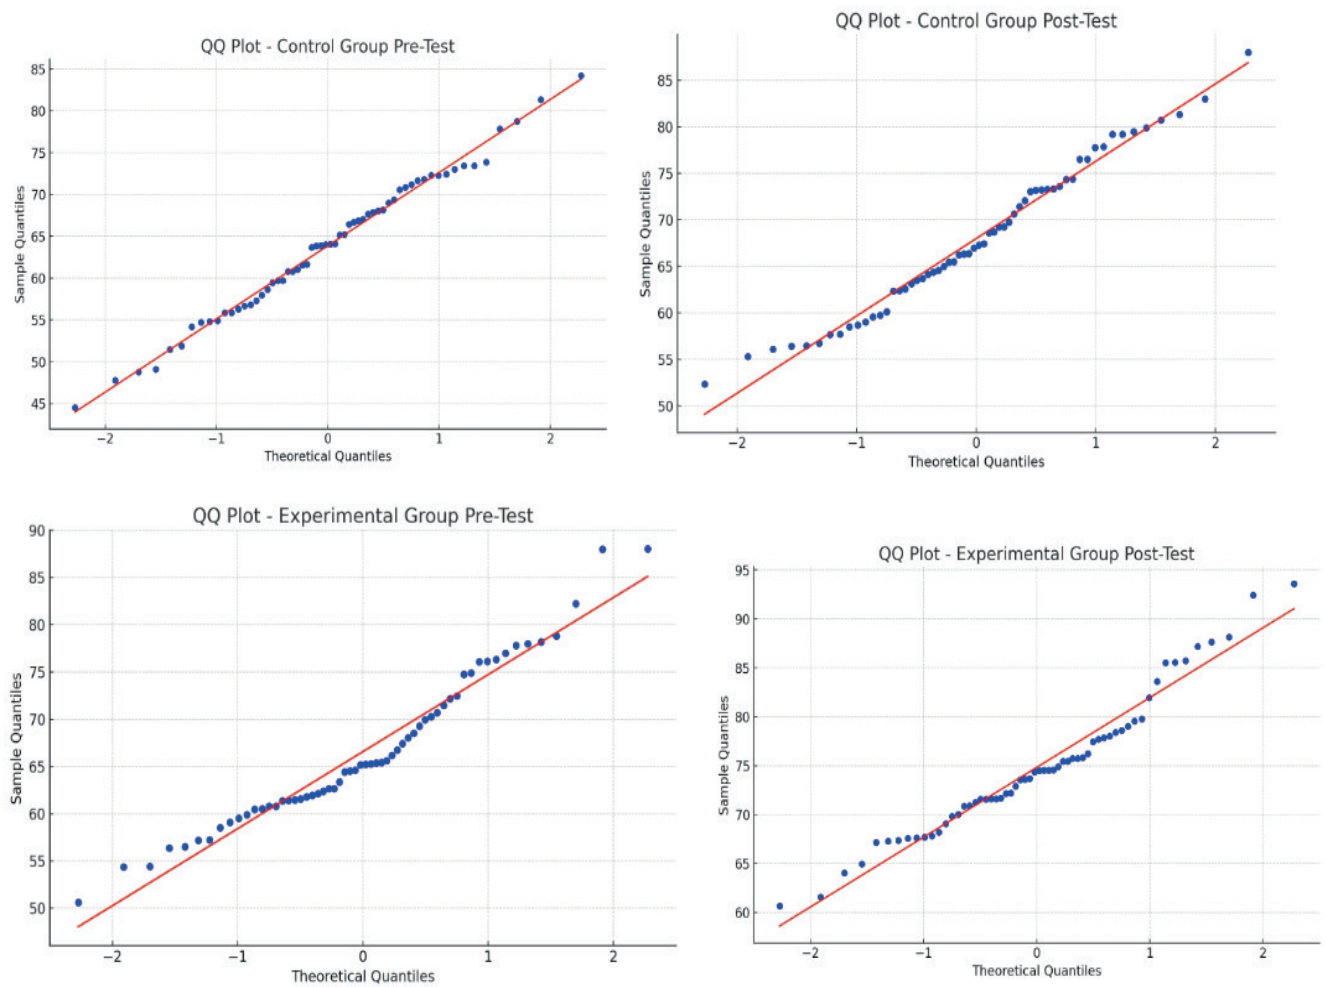 QQ Plot - Control Group Pre-Test
85
80
75
70
65
60
55
50
45
Sample Quantiles
−2 −1 0 1 2
Theoretical Quantiles
QQ Plot - Control Group Post-Test
85
80
75
70
65
60
55
50
Sample Quantiles
−2 −1 0 1 2
Theoretical Quantiles
QQ Plot - Experimental Group Pre-Test
90
85
80
75
70
65
60
55
50
Sample Quantiles
−2 −1 0 1 2
Theoretical Quantiles
QQ Plot - Experimental Group Post-Test
95
90
85
80
75
70
65
60
Sample Quantiles
−2 −1 0 1 2
Theoretical Quantiles